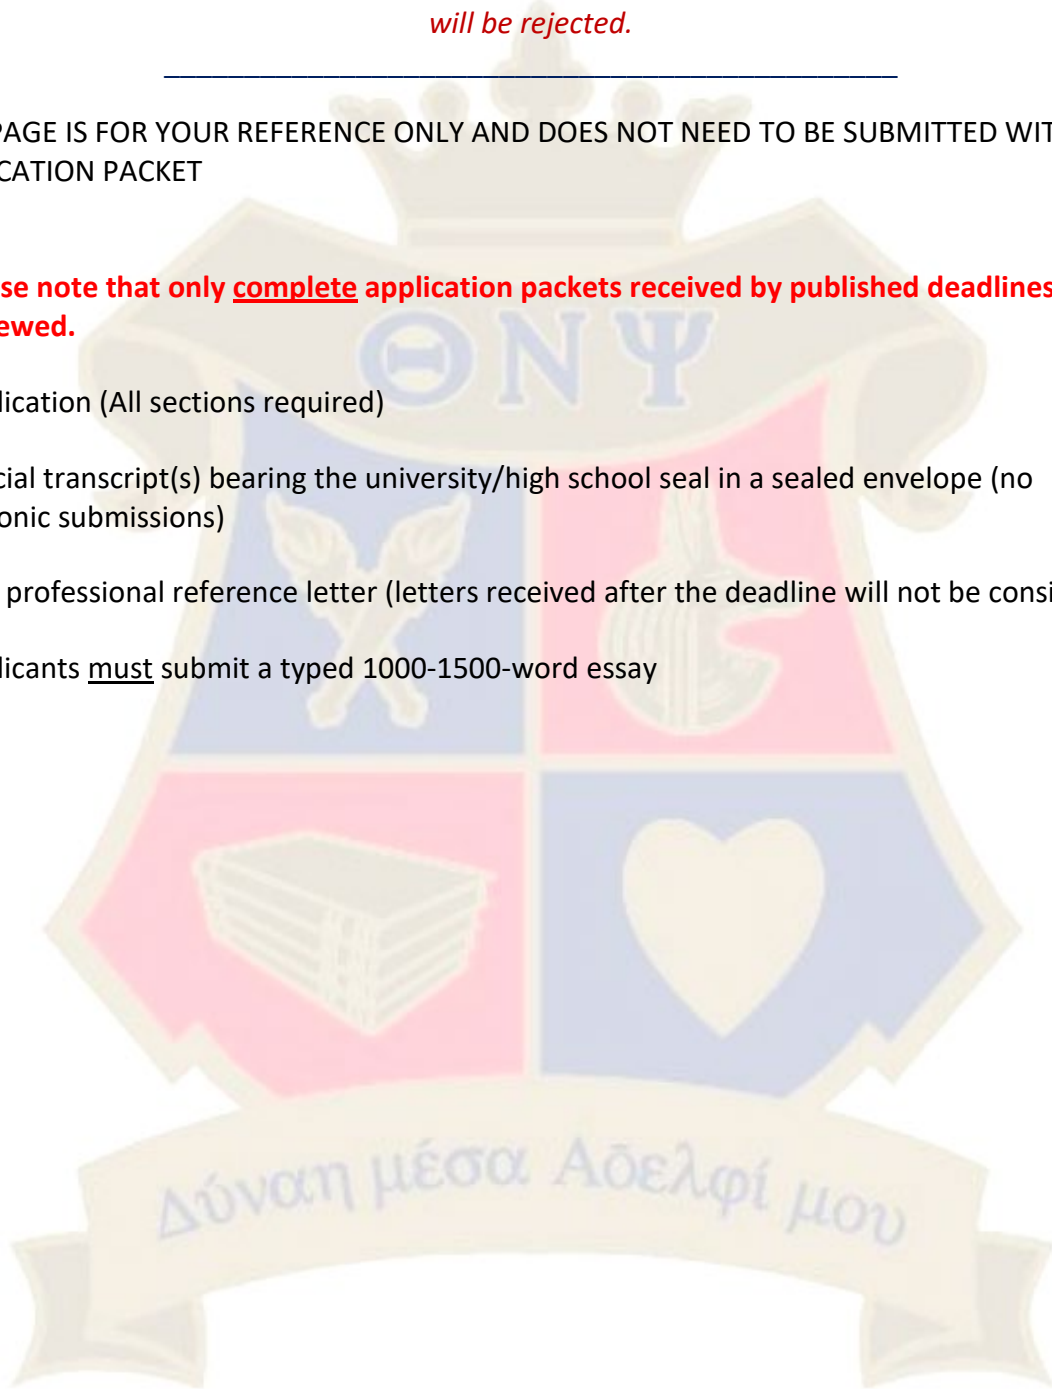 will be rejected.
PAGE IS FOR YOUR REFERENCE ONLY AND DOES NOT NEED TO BE SUBMITTED WIT
CATION PACKET
se note that only complete application packets received by published deadlines
ewed.
ΘΝΨ
lication (All sections required)
cial transcript(s) bearing the university/high school seal in a sealed envelope (no
onic submissions)
professional reference letter (letters received after the deadline will not be consi
licants must submit a typed 1000-1500-word essay
Δύναη μέσα Αδελφί μου